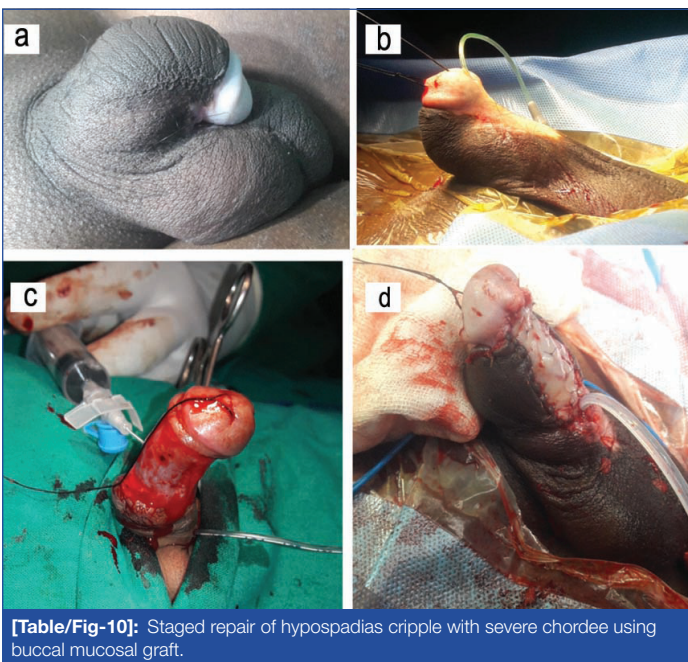 a
b
c
d
[Table/Fig-10]: Staged repair of hypospadias cripple with severe chordee using
buccal mucosal graft.